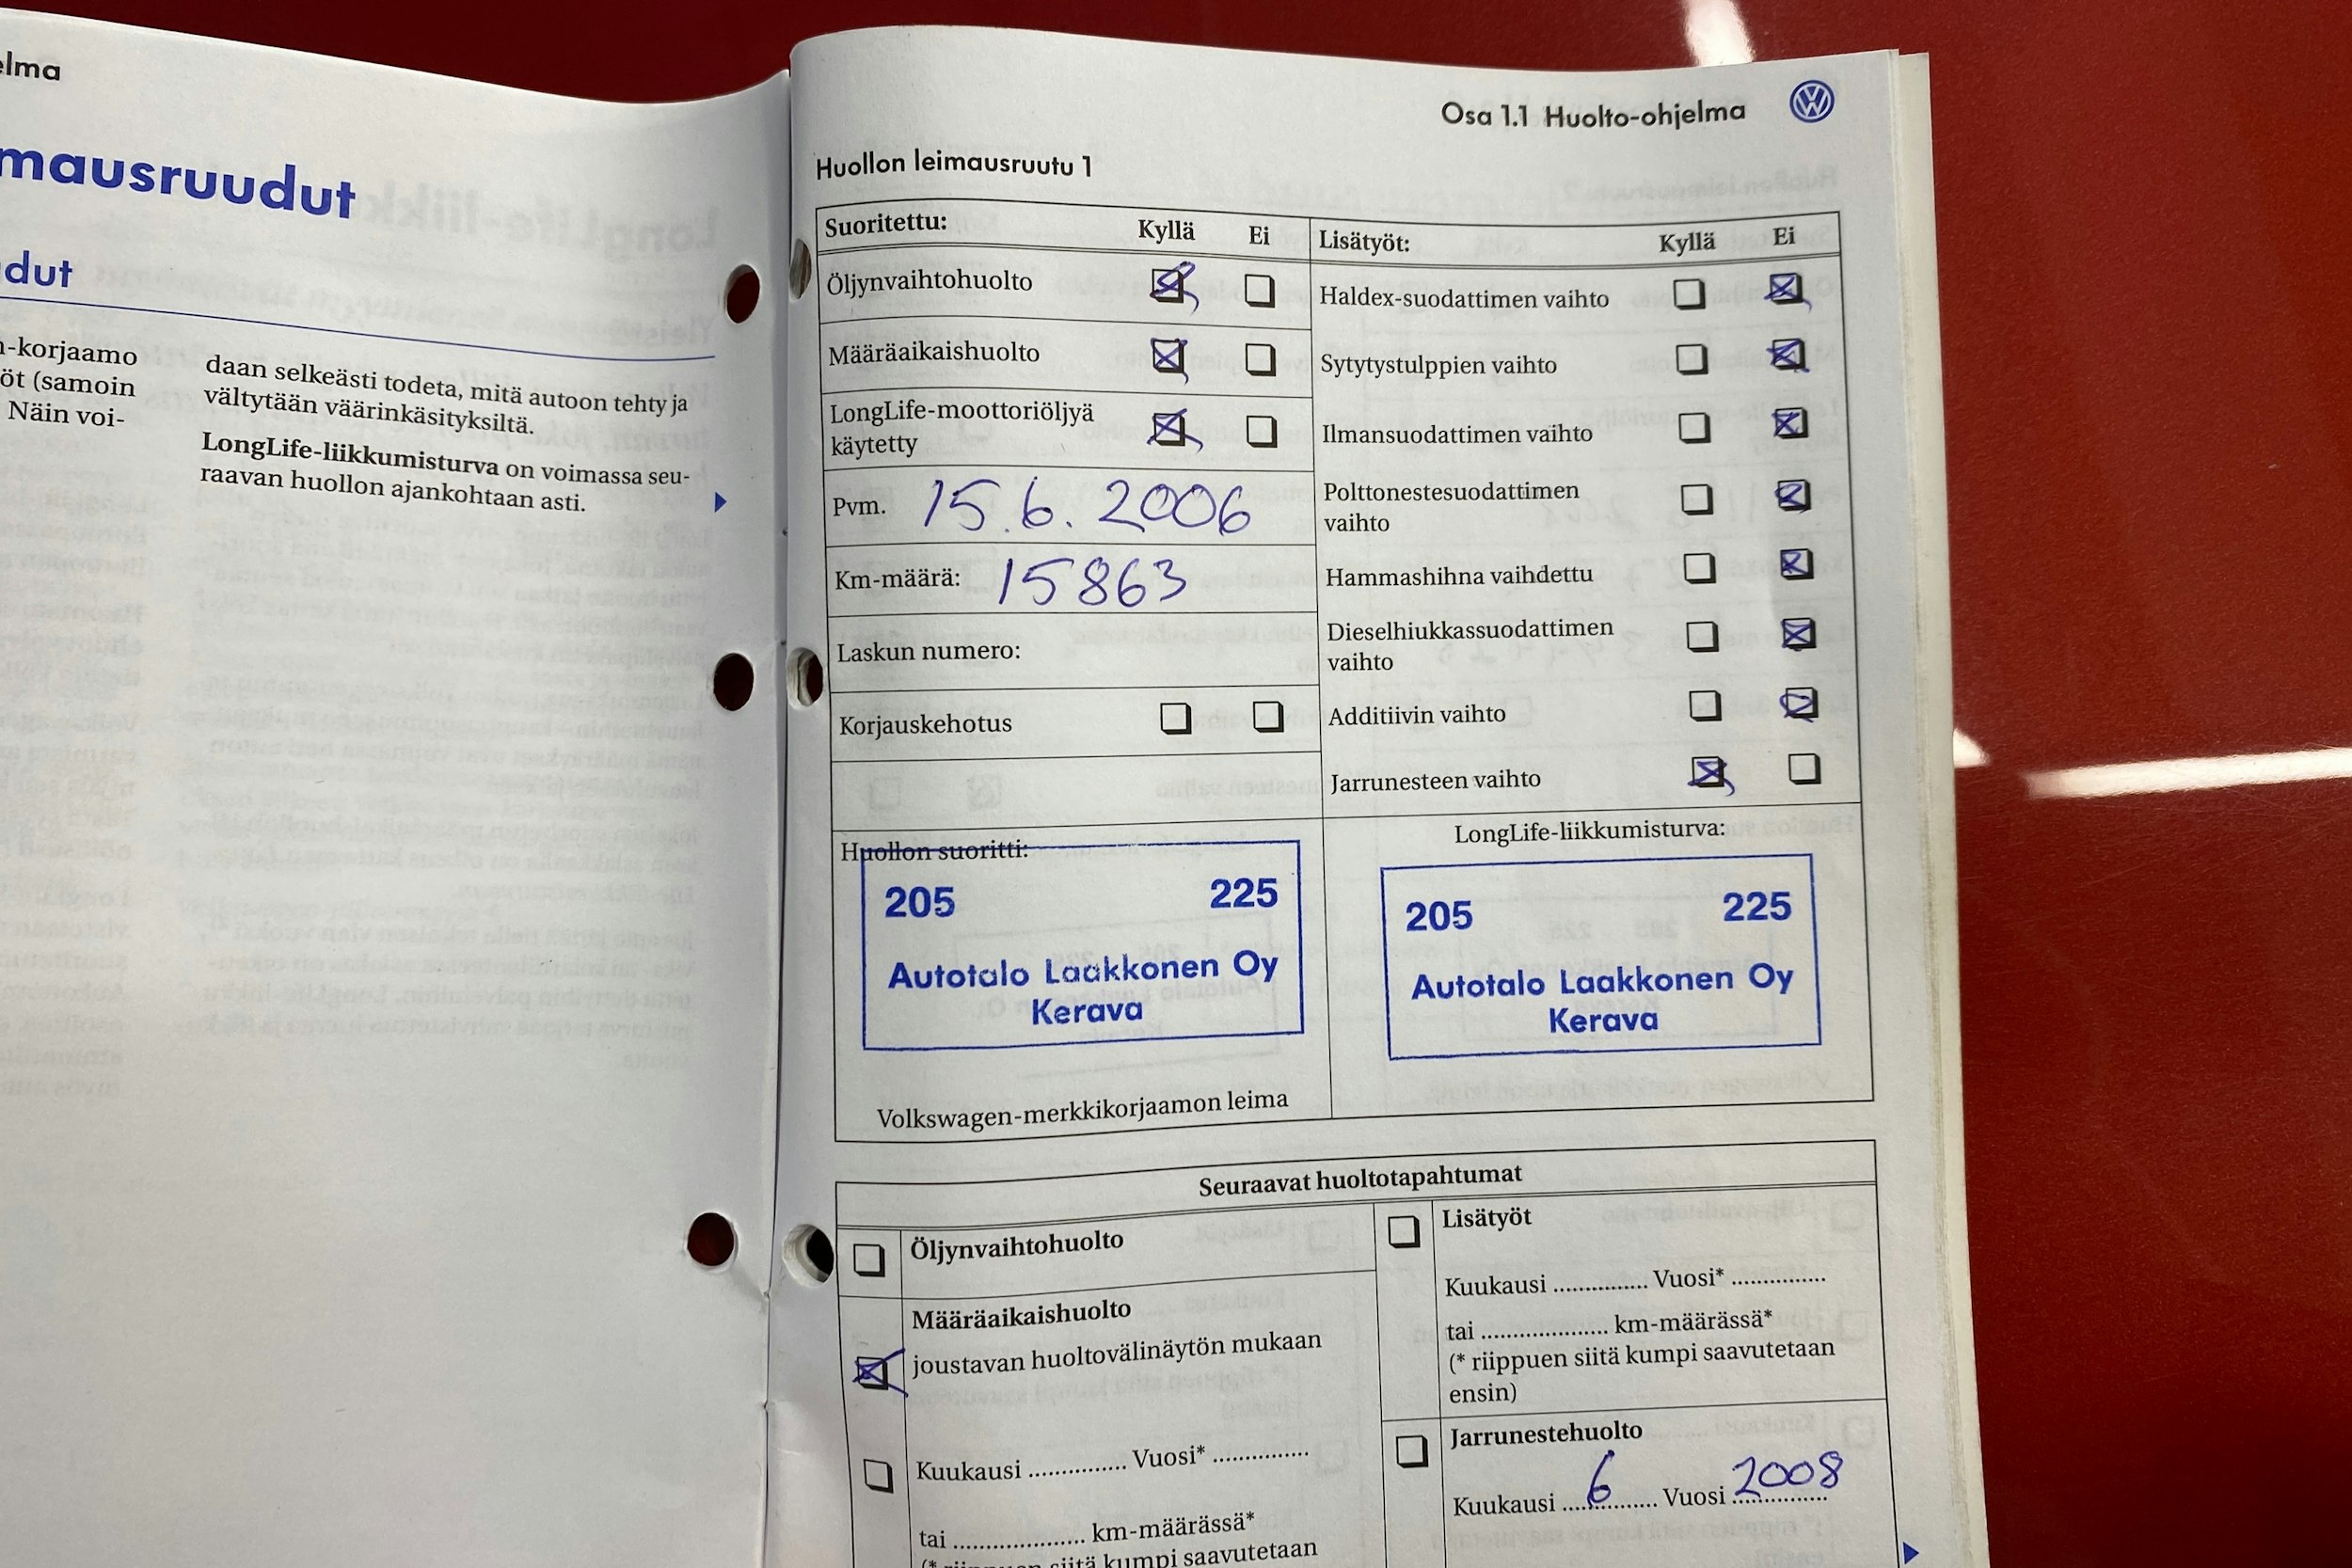 elma
mausruudut
dut
n-korjaamo
öt (samoin
Näin voi-
daan selkeästi todeta, mitä autoon tehty ja
vältytään väärinkäsityksiltä.
LongLife-liikkumisturva on voimassa seu-
raavan huollon ajankohtaan asti.
Osa 1.1 Huolto-ohjelma
Huollon leimausruutu 1
Suoritettu: Kyllä Ei
Öljynvaihtohuolto
Määräaikaishuolto
LongLife-moottoriöljyä
käytetty
Pvm. 15.6.2006
Km-määrä: 15863
Laskun numero:
Korjauskehotus
Lisätyöt: Kyllä Ei
Haldex-suodattimen vaihto
Sytytystulppien vaihto
Ilmansuodattimen vaihto
Polttonestesuodattimen
vaihto
Hammashihna vaihdettu
Dieselhiukkassuodattimen
vaihto
Additiivin vaihto
Jarrunesteen vaihto
Huollon suoritti:
205 225
Autotalo Laakkonen Oy
Kerava
Volkswagen-merkkikorjaamon leima
LongLife-liikkumisturva:
205 225
Autotalo Laakkonen Oy
Kerava
Seuraavat huoltotapahtumat
Öljynvaihtohuolto
Määräaikaishuolto
joustavan huoltovälinäytön mukaan
Kuukausi .............. Vuosi* ..............
tai .................... km-määrässä*
siitä kumpi saavutetaan
Lisätyöt
Kuukausi .............. Vuosi* ..............
tai .................... km-määrässä*
(* riippuen siitä kumpi saavutetaan
ensin)
Jarrunestehuolto
Kuukausi 6 Vuosi 2008